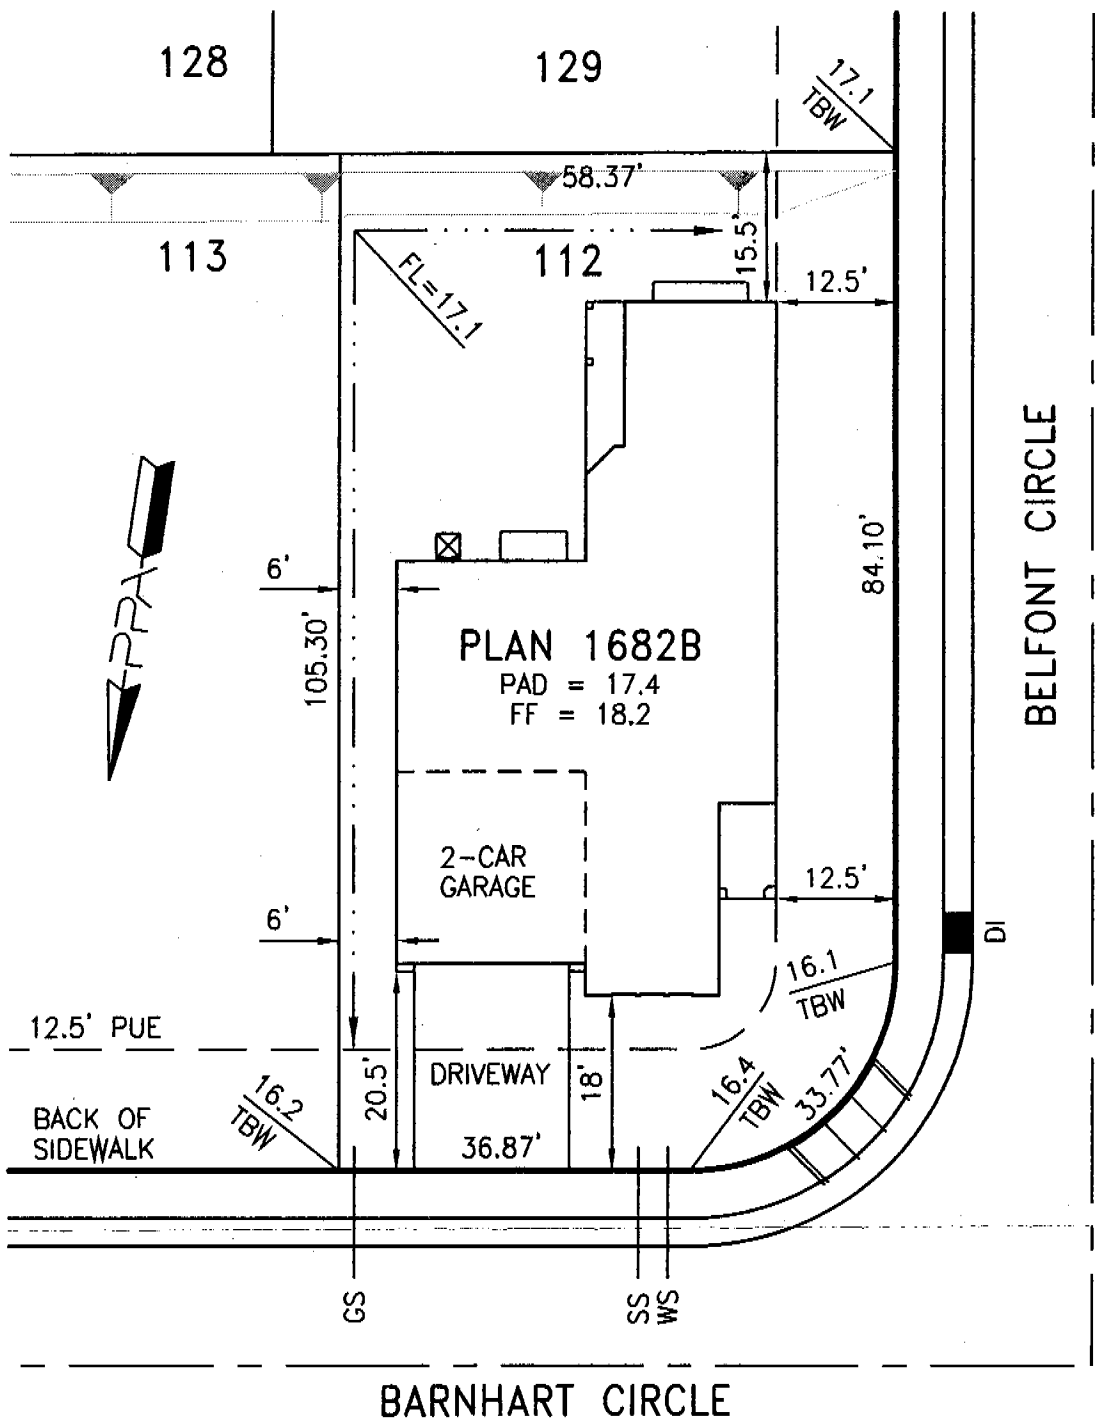 128
129
17.1
TBW
58.37'
113
112
15.5'
FL=17.1
12.5'
BELFONT CIRCLE
84.10'
6'
105.30'
PLAN 1682B
PAD = 17.4
FF = 18.2
PPA
2-CAR
GARAGE
12.5'
6'
DI
16.1
TBW
12.5' PUE
20.5'
DRIVEWAY
18'
16.4
TBW
33.77'
16.2
TBW
BACK OF
SIDEWALK
36.87'
GS
SS
WS
BARNHART CIRCLE